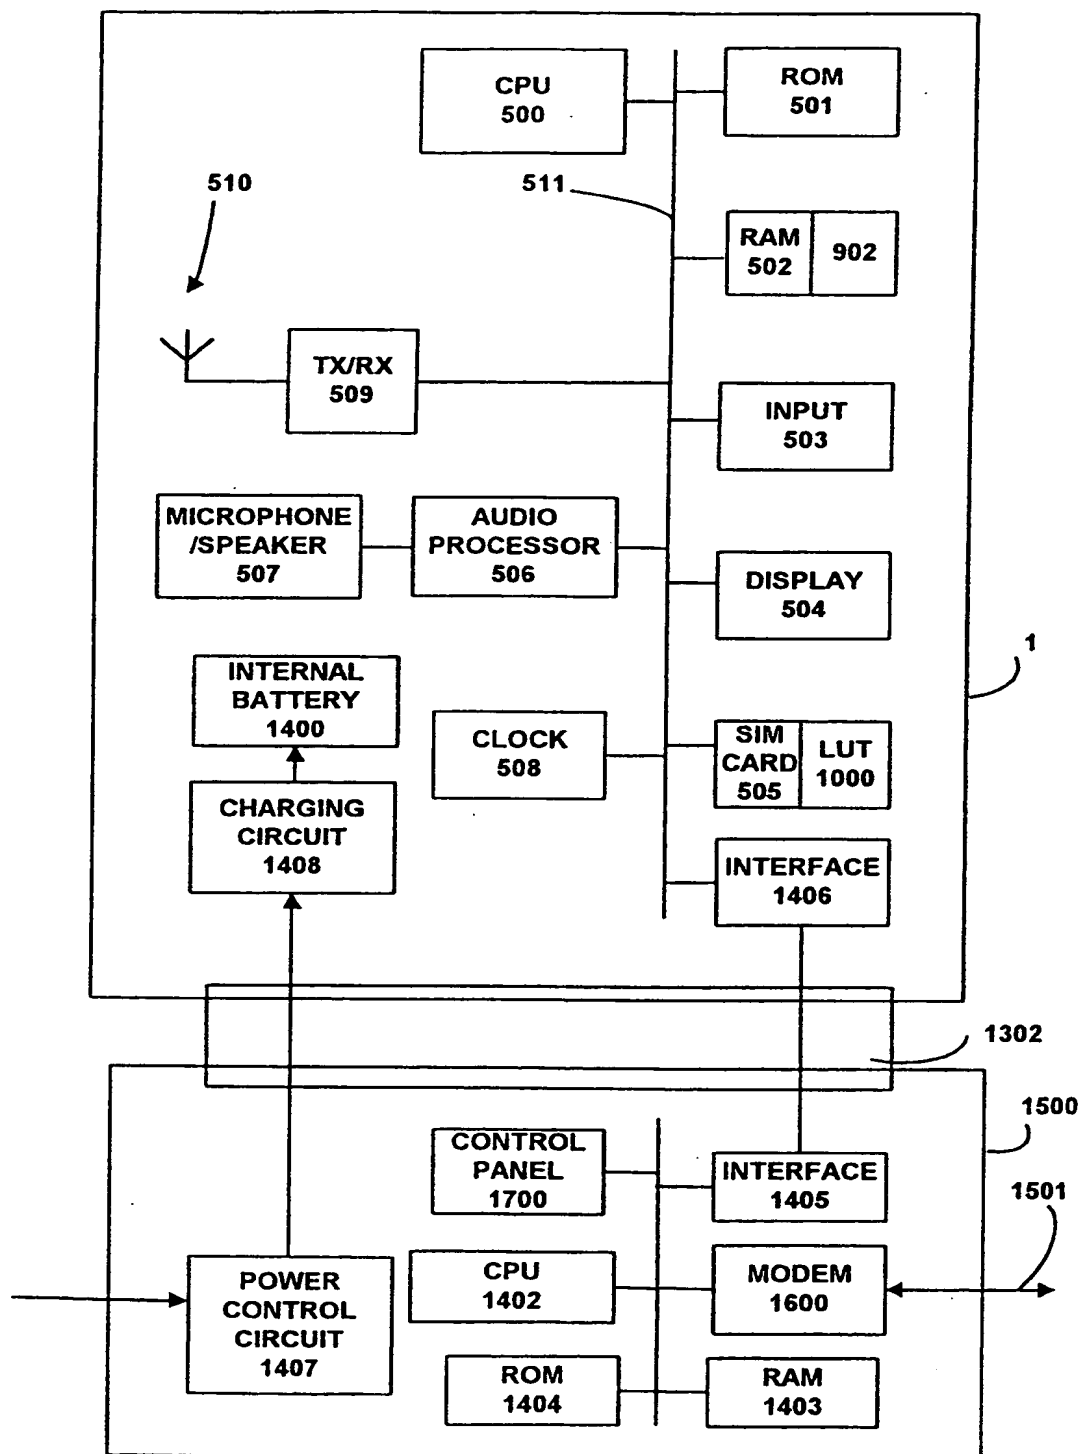 CPU
500
ROM
501
510
511
RAM
502
902
TX/RX
509
INPUT
503
MICROPHONE
/SPEAKER
507
AUDIO
PROCESSOR
506
DISPLAY
504
1
INTERNAL
BATTERY
1400
CLOCK
508
SIM
CARD
505
LUT
1000
CHARGING
CIRCUIT
1408
INTERFACE
1406
1302
1500
CONTROL
PANEL
1700
INTERFACE
1405
1501
POWER
CONTROL
CIRCUIT
1407
CPU
1402
MODEM
1600
ROM
1404
RAM
1403